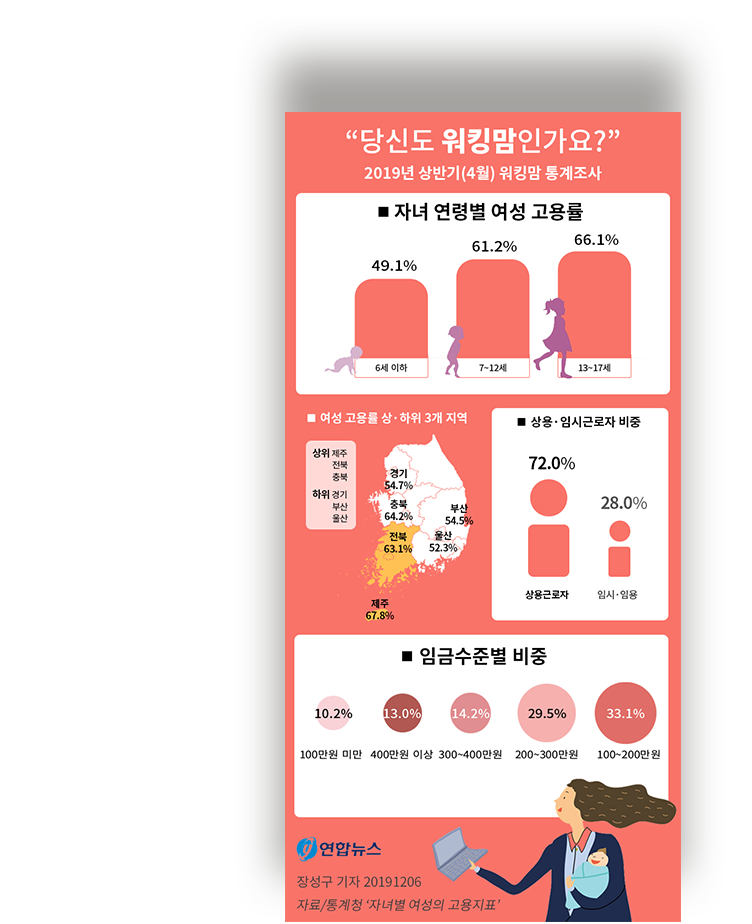 “당신도 워킹맘인가요?”
2019년 상반기(4월) 워킹맘 통계조사
■ 자녀 연령별 여성 고용률
49.1%
61.2%
66.1%
6세 이하
7~12세
13~17세
■ 여성 고용률 상·하위 3개 지역
상위 제주
전북
충북
하위 경기
부산
울산
경기
54.7%
충북
64.2%
부산
54.5%
전북
63.1%
울산
52.3%
제주
67.8%
■ 상용·임시근로자 비중
72.0%
28.0%
상용근로자
임시·임용
■ 임금수준별 비중
10.2%
13.0%
14.2%
29.5%
33.1%
100만원 미만
400만원 이상
300~400만원
200~300만원
100~200만원
연합뉴스
장성구 기자 20191206
자료/통계청 ‘자녀별 여성의 고용지표’